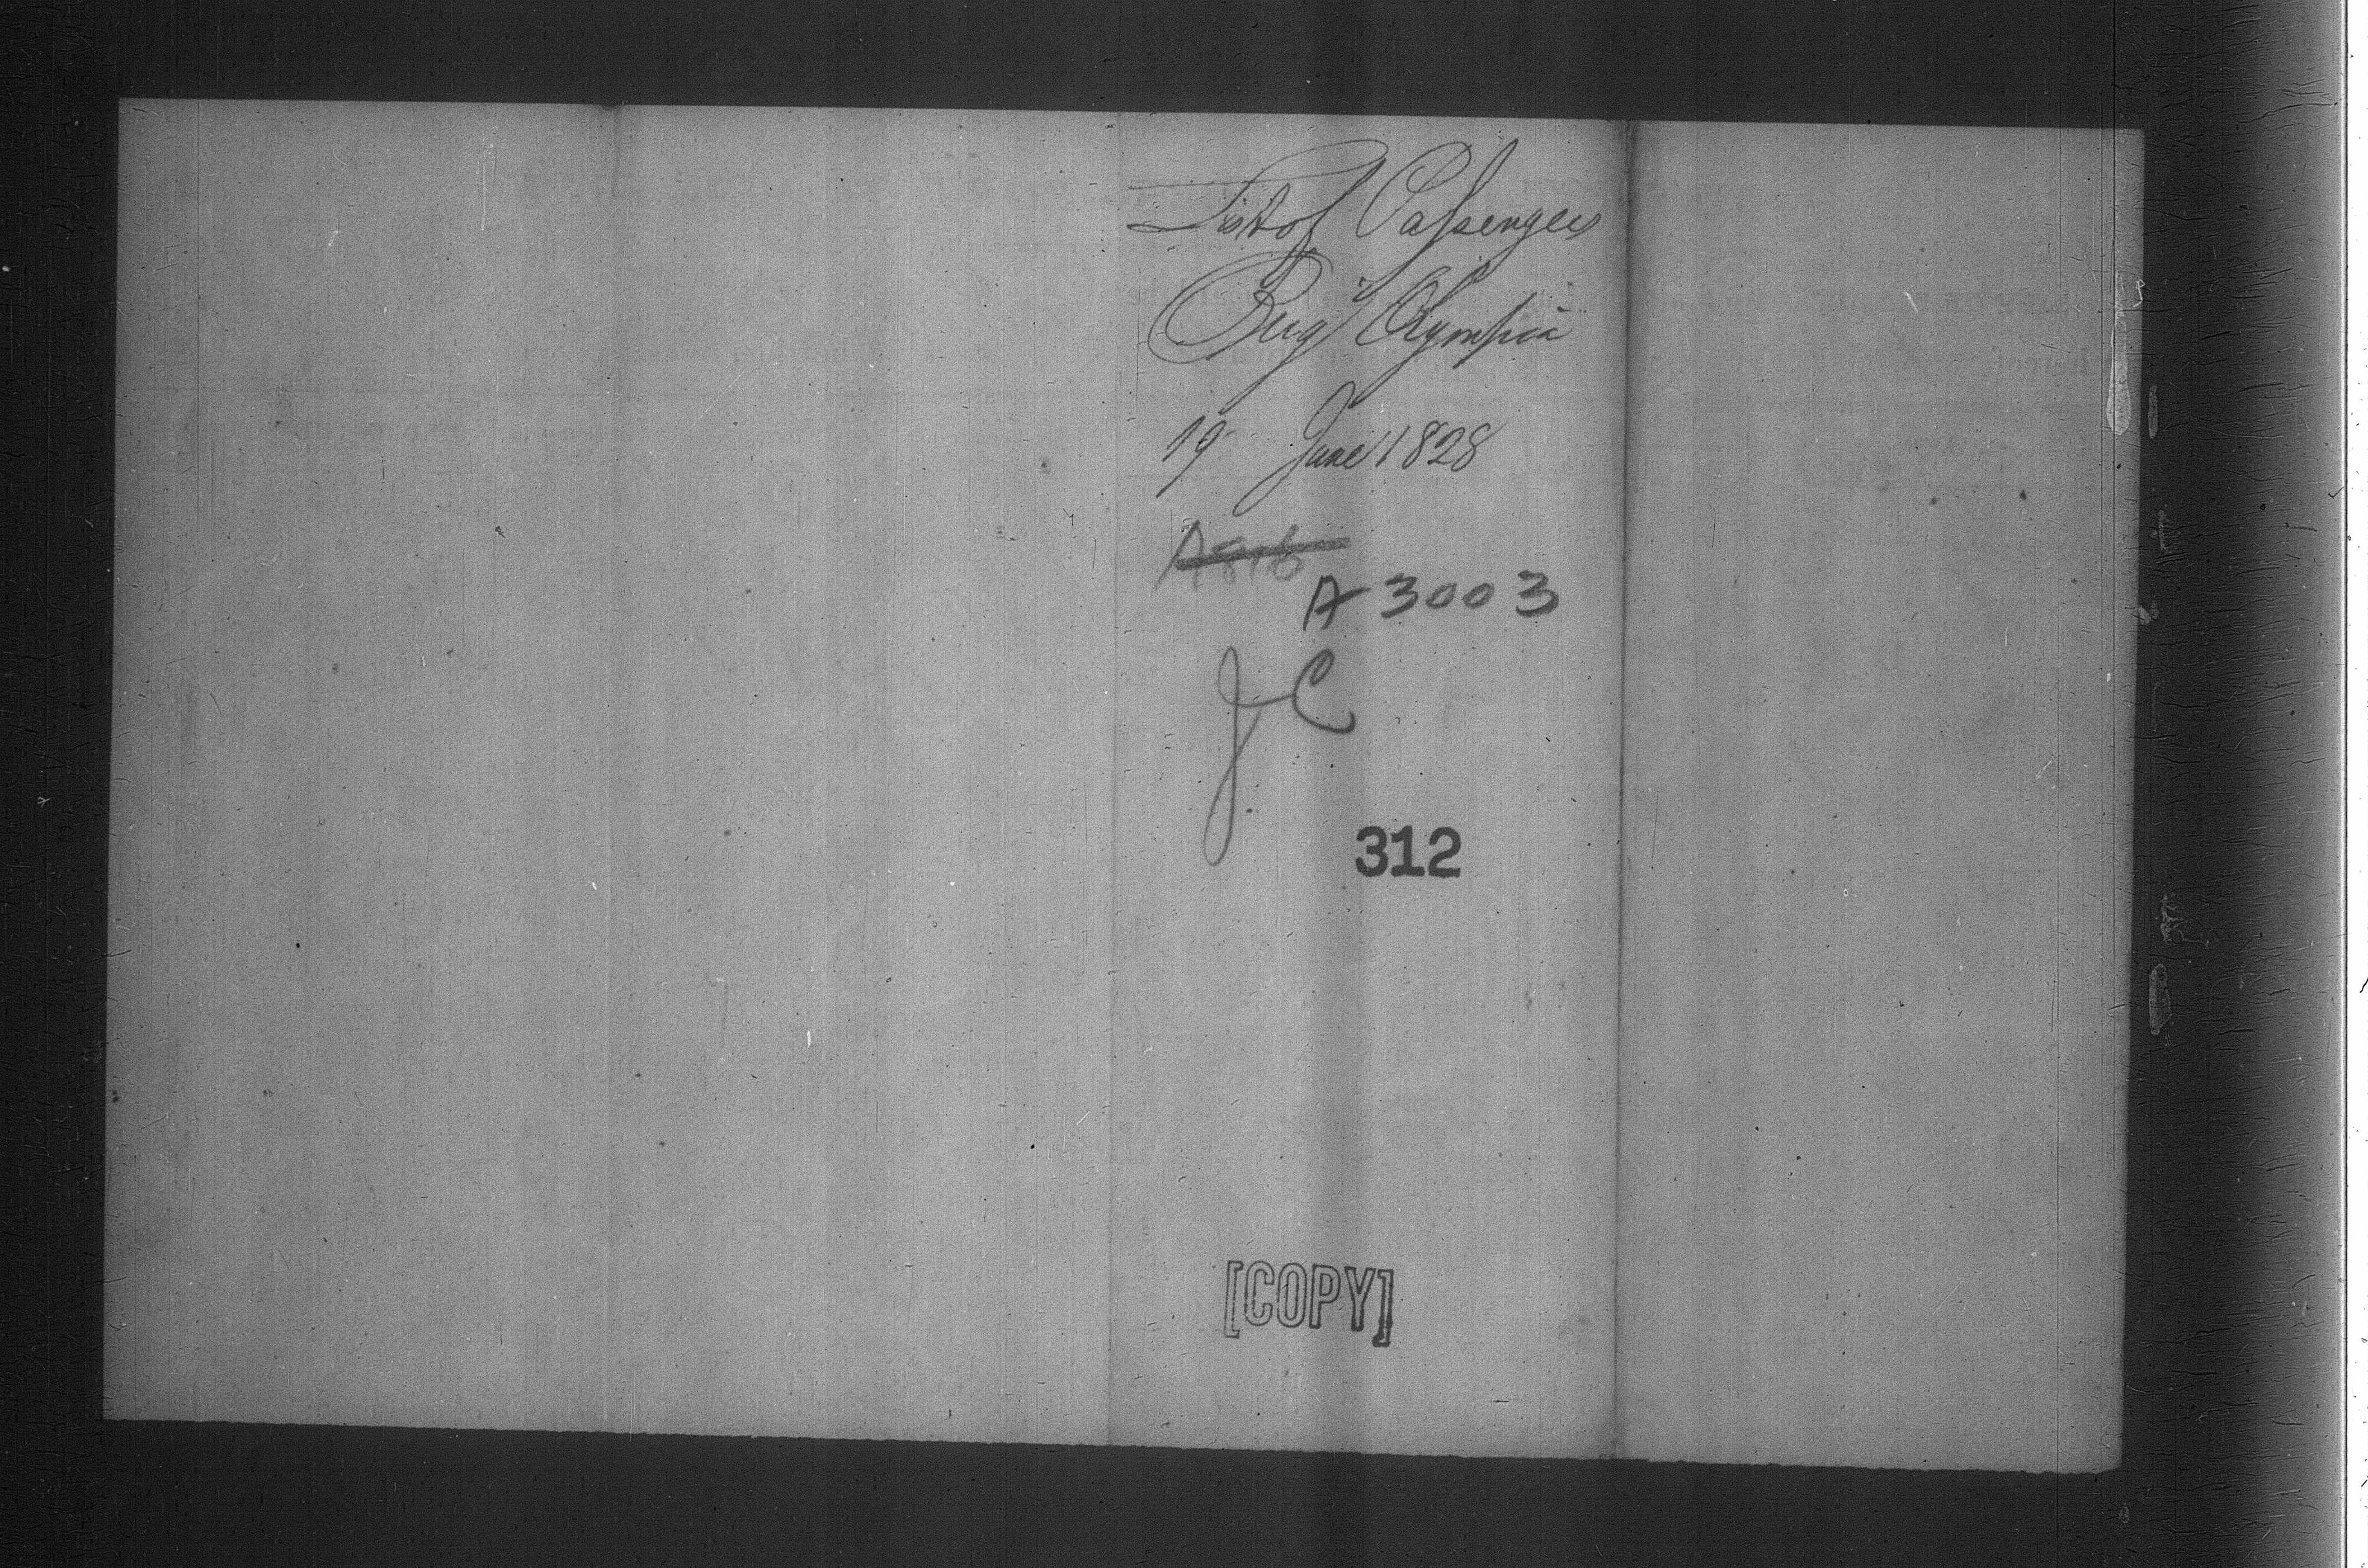 List of Passengers
Brig Olympia
19 June 1828
A 3003
JC
312
[COPY]